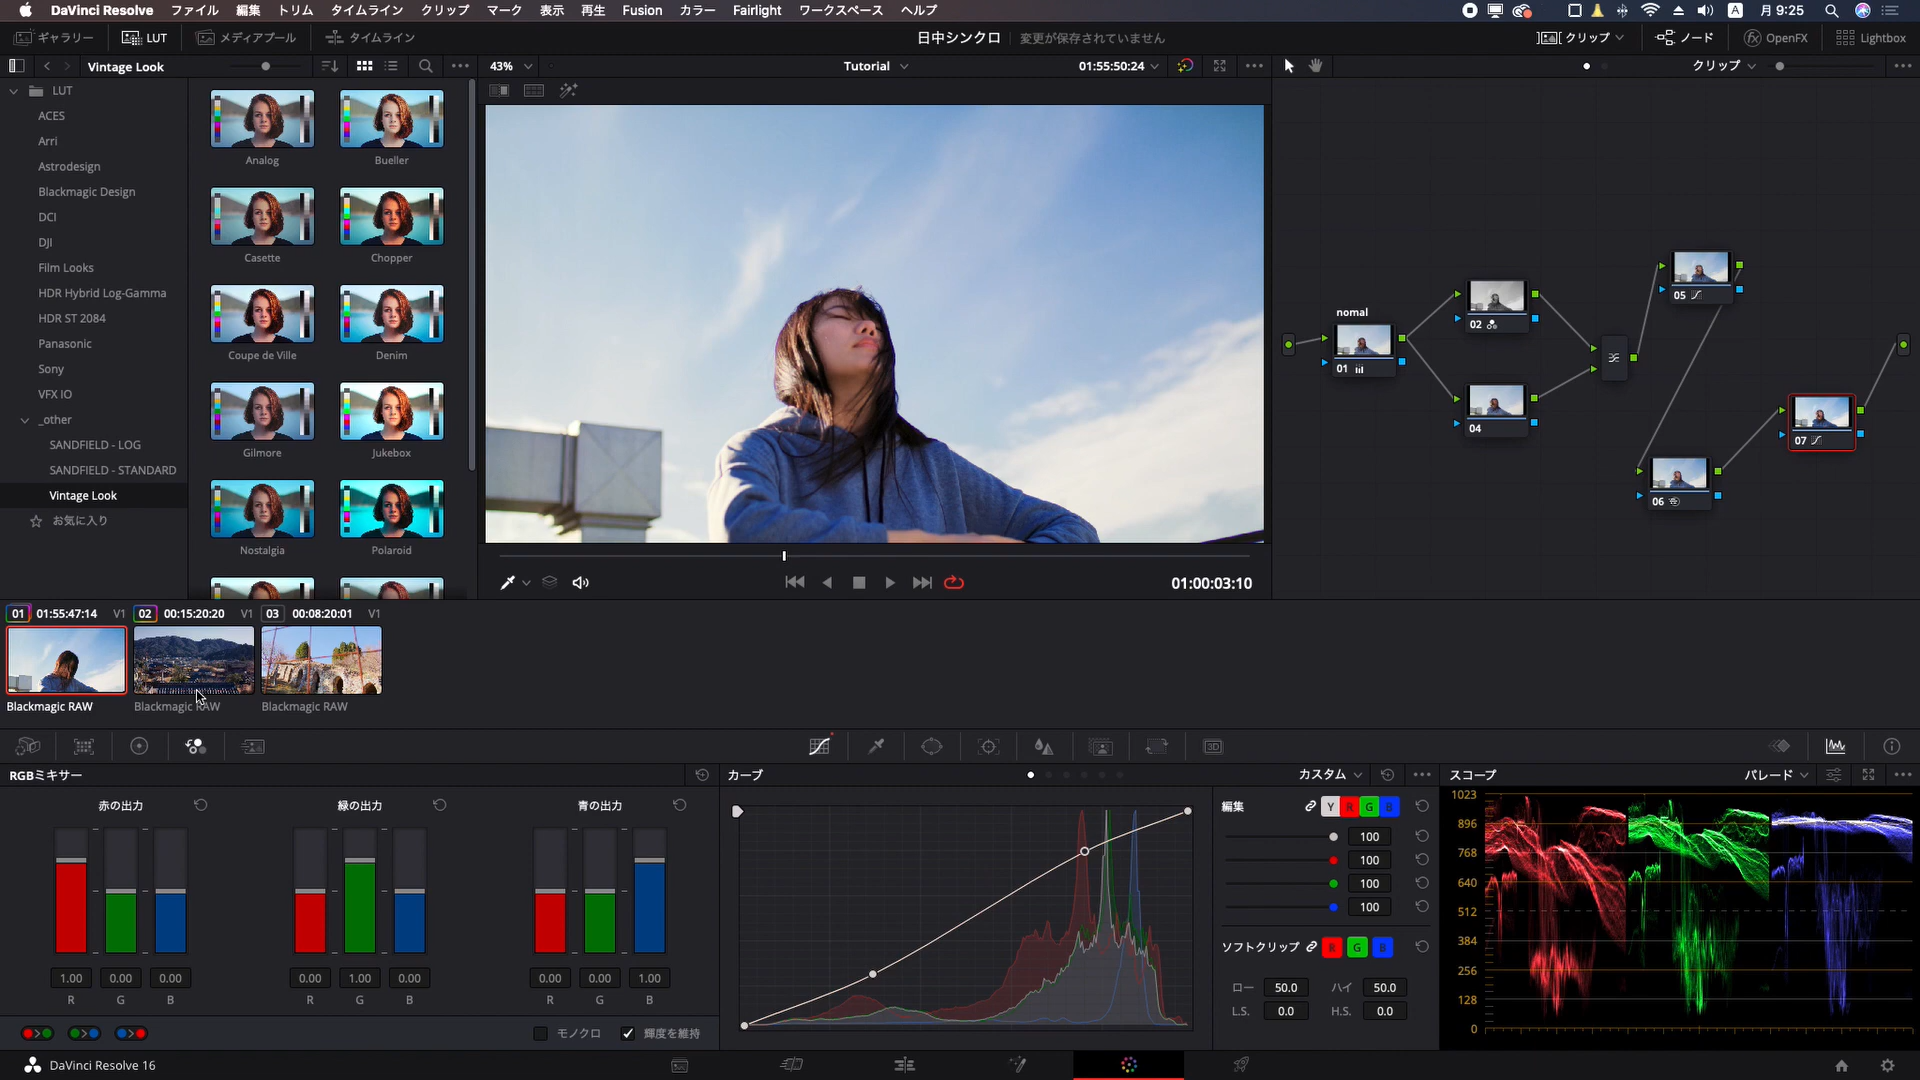 DaVinci Resolve ファイル 編集 トリム タイムライン クリップ マーク 表示 再生 Fusion カラー Fairlight ワークスペース ヘルプ A 月 9:25
ギャラリー LUT メディアプール タイムライン 日中シンクロ 変更が保存されていません クリップ ノード OpenFX Lightbox
Vintage Look 43% Tutorial 01:55:50:24 クリップ
LUT
ACES
Arri
Astrodesign
Blackmagic Design
DCI
DJI
Film Looks
HDR Hybrid Log-Gamma
HDR ST 2084
Panasonic
Sony
VFX IO
_other
SANDFIELD - LOG
SANDFIELD - STANDARD
Vintage Look
お気に入り
Analog Bueller
Casette Chopper
Coupe de Ville Denim
Gilmore Jukebox
Nostalgia Polaroid
01:00:03:10
nomal
01
02
04
05
06
07
01 01:55:47:14 V1 02 00:15:20:20 V1 03 00:08:20:01 V1
Blackmagic RAW Blackmagic RAW Blackmagic RAW
3D
RGBミキサー
赤の出力 緑の出力 青の出力
1.00 0.00 0.00 0.00 1.00 0.00 0.00 0.00 1.00
R G B R G B R G B
モノクロ 輝度を維持
カーブ カスタム
編集 Y R G B
100
100
100
100
ソフトクリップ R G B
ロー 50.0 ハイ 50.0
L.S. 0.0 H.S. 0.0
スコープ パレード
1023
896
768
640
512
384
256
128
0
DaVinci Resolve 16